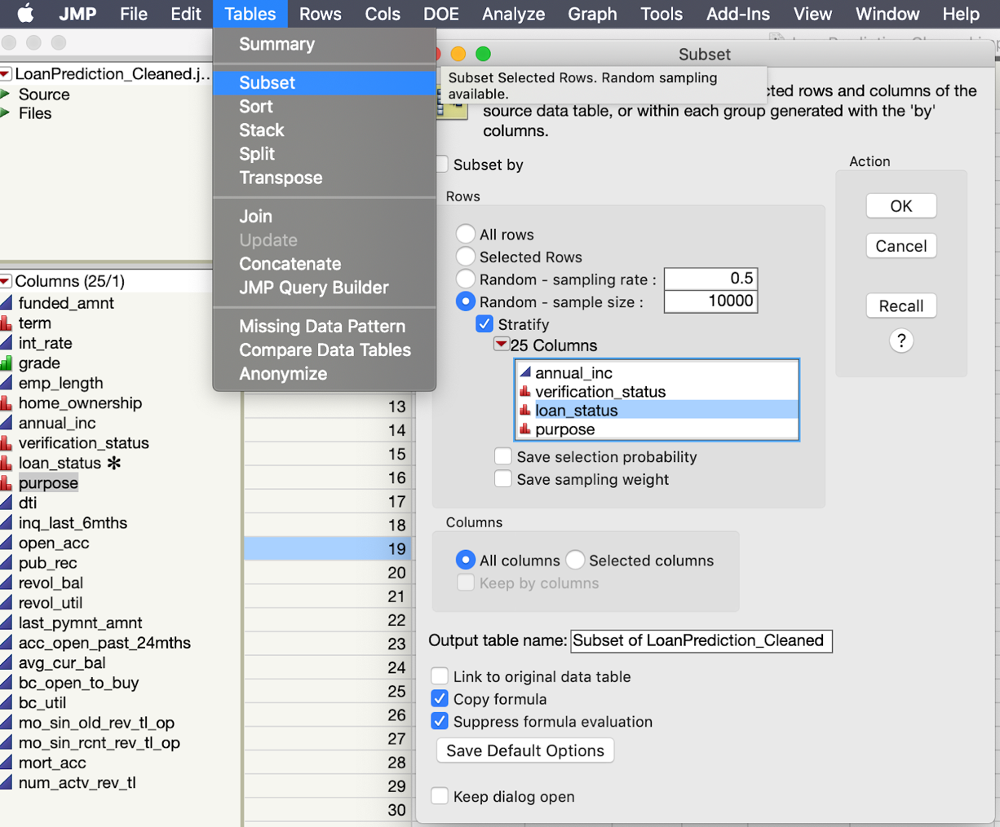 JMP File Edit Tables Rows Cols DOE Analyze Graph Tools Add-Ins View Window Help
Summary
Subset
Sort
Stack
Split
Transpose
Join
Update
Concatenate
JMP Query Builder
Missing Data Pattern
Compare Data Tables
Anonymize
LoanPrediction_Cleaned.j...
Source
Files
Columns (25/1)
funded_amnt
term
int_rate
grade
emp_length
home_ownership
annual_inc
verification_status
loan_status *
purpose
dti
inq_last_6mths
open_acc
pub_rec
revol_bal
revol_util
last_pymnt_amnt
acc_open_past_24mths
avg_cur_bal
bc_open_to_buy
bc_util
mo_sin_old_rev_tl_op
mo_sin_rcnt_rev_tl_op
mort_acc
num_actv_rev_tl
13
14
15
16
17
18
19
20
21
22
23
24
25
26
27
28
29
30
Subset
Subset Selected Rows. Random sampling
available.
rows and columns of the
source data table, or within each group generated with the 'by'
columns.
Subset by
Rows
All rows
Selected Rows
Random - sampling rate : 0.5
Random - sample size : 10000
Stratify
25 Columns
annual_inc
verification_status
loan_status
purpose
Save selection probability
Save sampling weight
Columns
All columns Selected columns
Keep by columns
Output table name: Subset of LoanPrediction_Cleaned
Link to original data table
Copy formula
Suppress formula evaluation
Save Default Options
Keep dialog open
Action
OK
Cancel
Recall
?